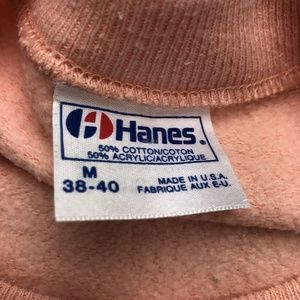 Hanes.
50% COTTON/COTON
50% ACRYLIC/ACRYLIQUE
M
38-40
MADE IN U.S.A.
FABRIQUE AUX E-U.